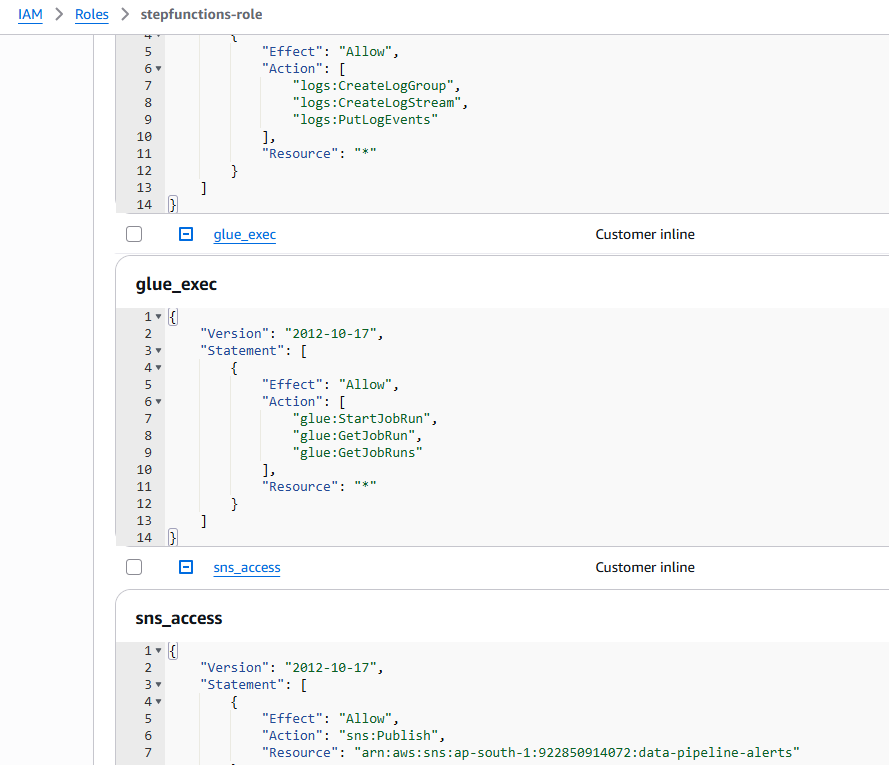 IAM > Roles > stepfunctions-role
4 {
5 "Effect": "Allow",
6 "Action": [
7 "logs:CreateLogGroup",
8 "logs:CreateLogStream",
9 "logs:PutLogEvents"
10 ],
11 "Resource": "*"
12 }
13 ]
14 }
glue_exec Customer inline
glue_exec
1 {
2 "Version": "2012-10-17",
3 "Statement": [
4 {
5 "Effect": "Allow",
6 "Action": [
7 "glue:StartJobRun",
8 "glue:GetJobRun",
9 "glue:GetJobRuns"
10 ],
11 "Resource": "*"
12 }
13 ]
14 }
sns_access Customer inline
sns_access
1 {
2 "Version": "2012-10-17",
3 "Statement": [
4 {
5 "Effect": "Allow",
6 "Action": "sns:Publish",
7 "Resource": "arn:aws:sns:ap-south-1:922850914072:data-pipeline-alerts"